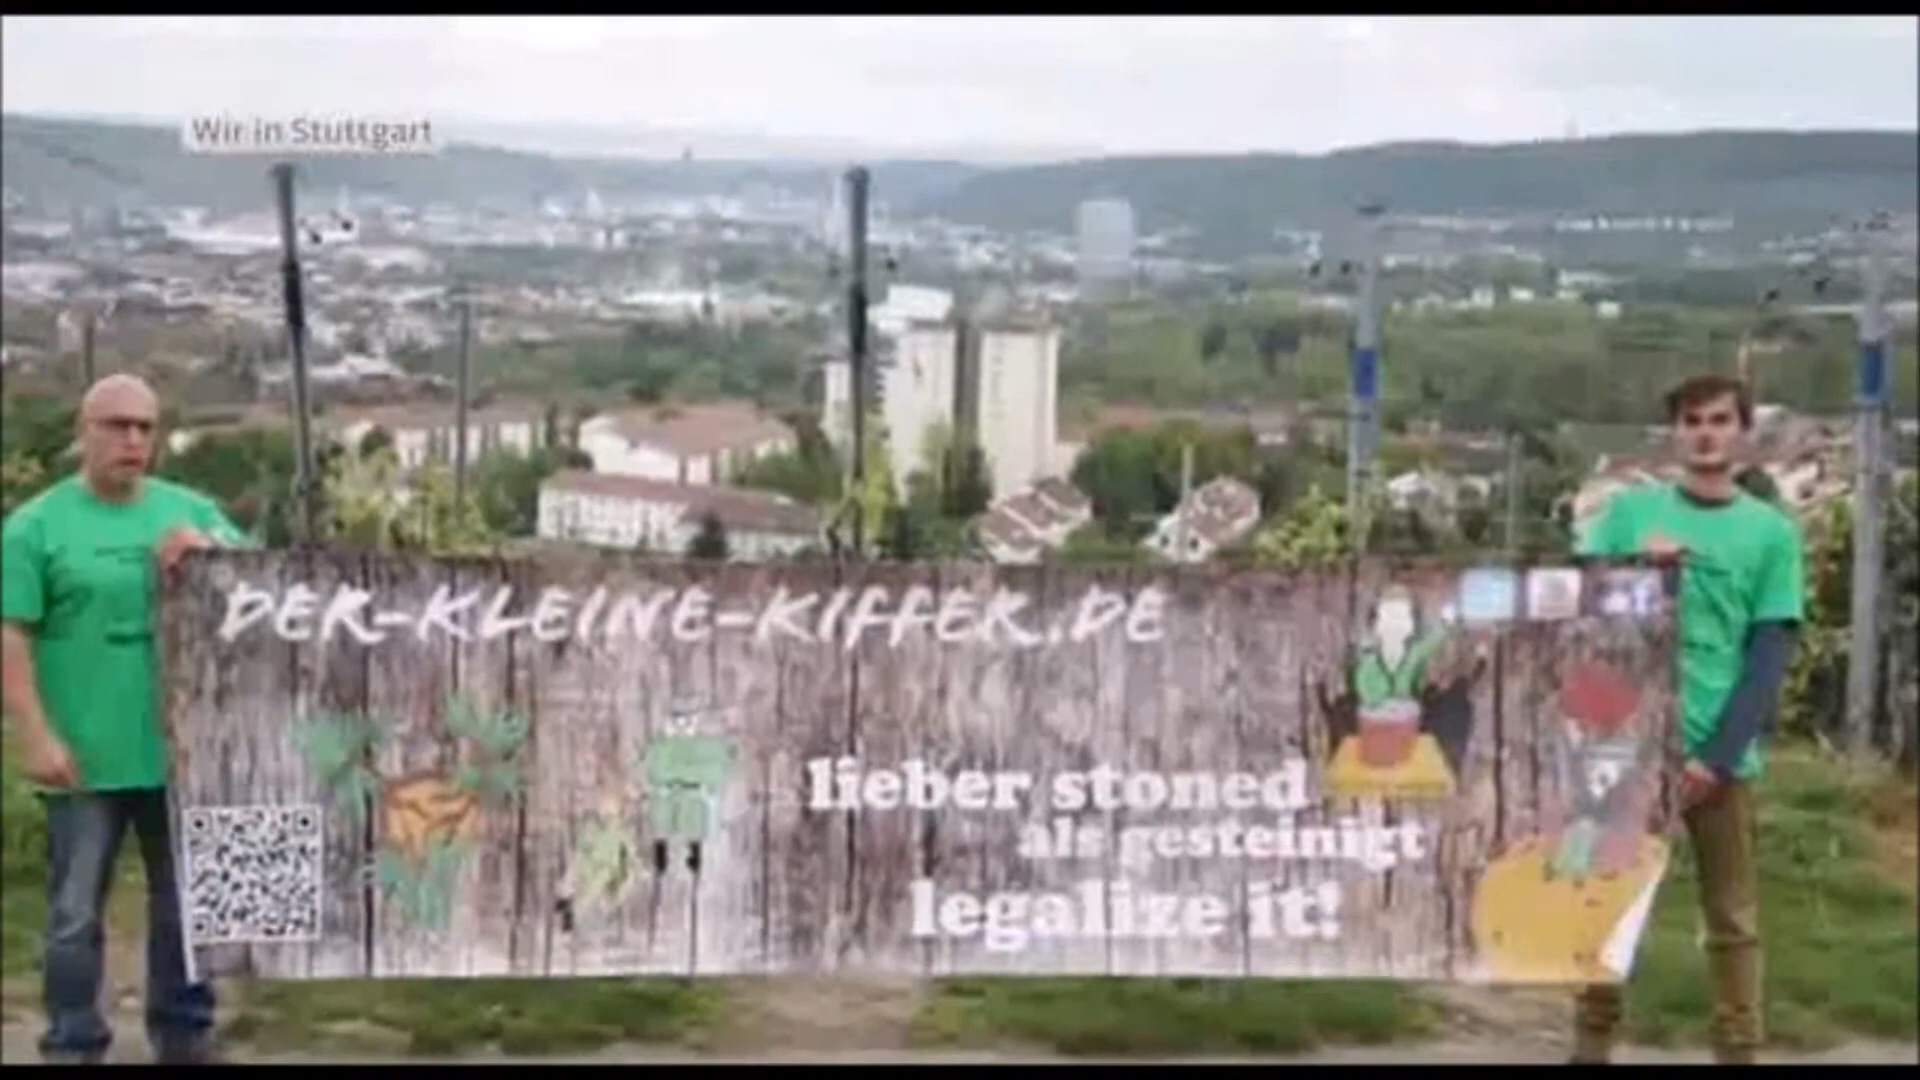 Wir in Stuttgart
DER-KLEINE-KIFFER.DE
lieber stoned
als gesteinigt
legalize it!